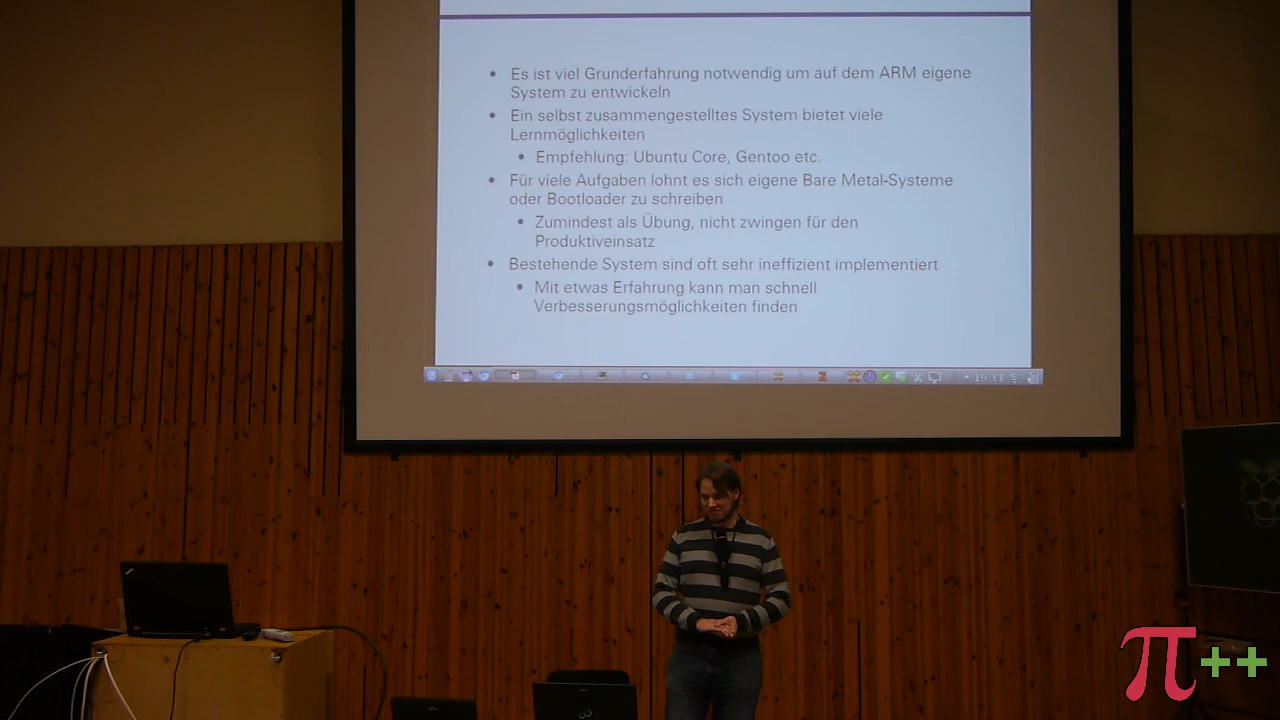 • Es ist viel Grunderfahrung notwendig um auf dem ARM eigene
System zu entwickeln
• Ein selbst zusammengestelltes System bietet viele
Lernmöglichkeiten
• Empfehlung: Ubuntu Core, Gentoo etc.
• Für viele Aufgaben lohnt es sich eigene Bare Metal-Systeme
oder Bootloader zu schreiben
• Zumindest als Übung, nicht zwingen für den
Produktiveinsatz
• Bestehende System sind oft sehr ineffizient implementiert
• Mit etwas Erfahrung kann man schnell
Verbesserungsmöglichkeiten finden
19:11
π++